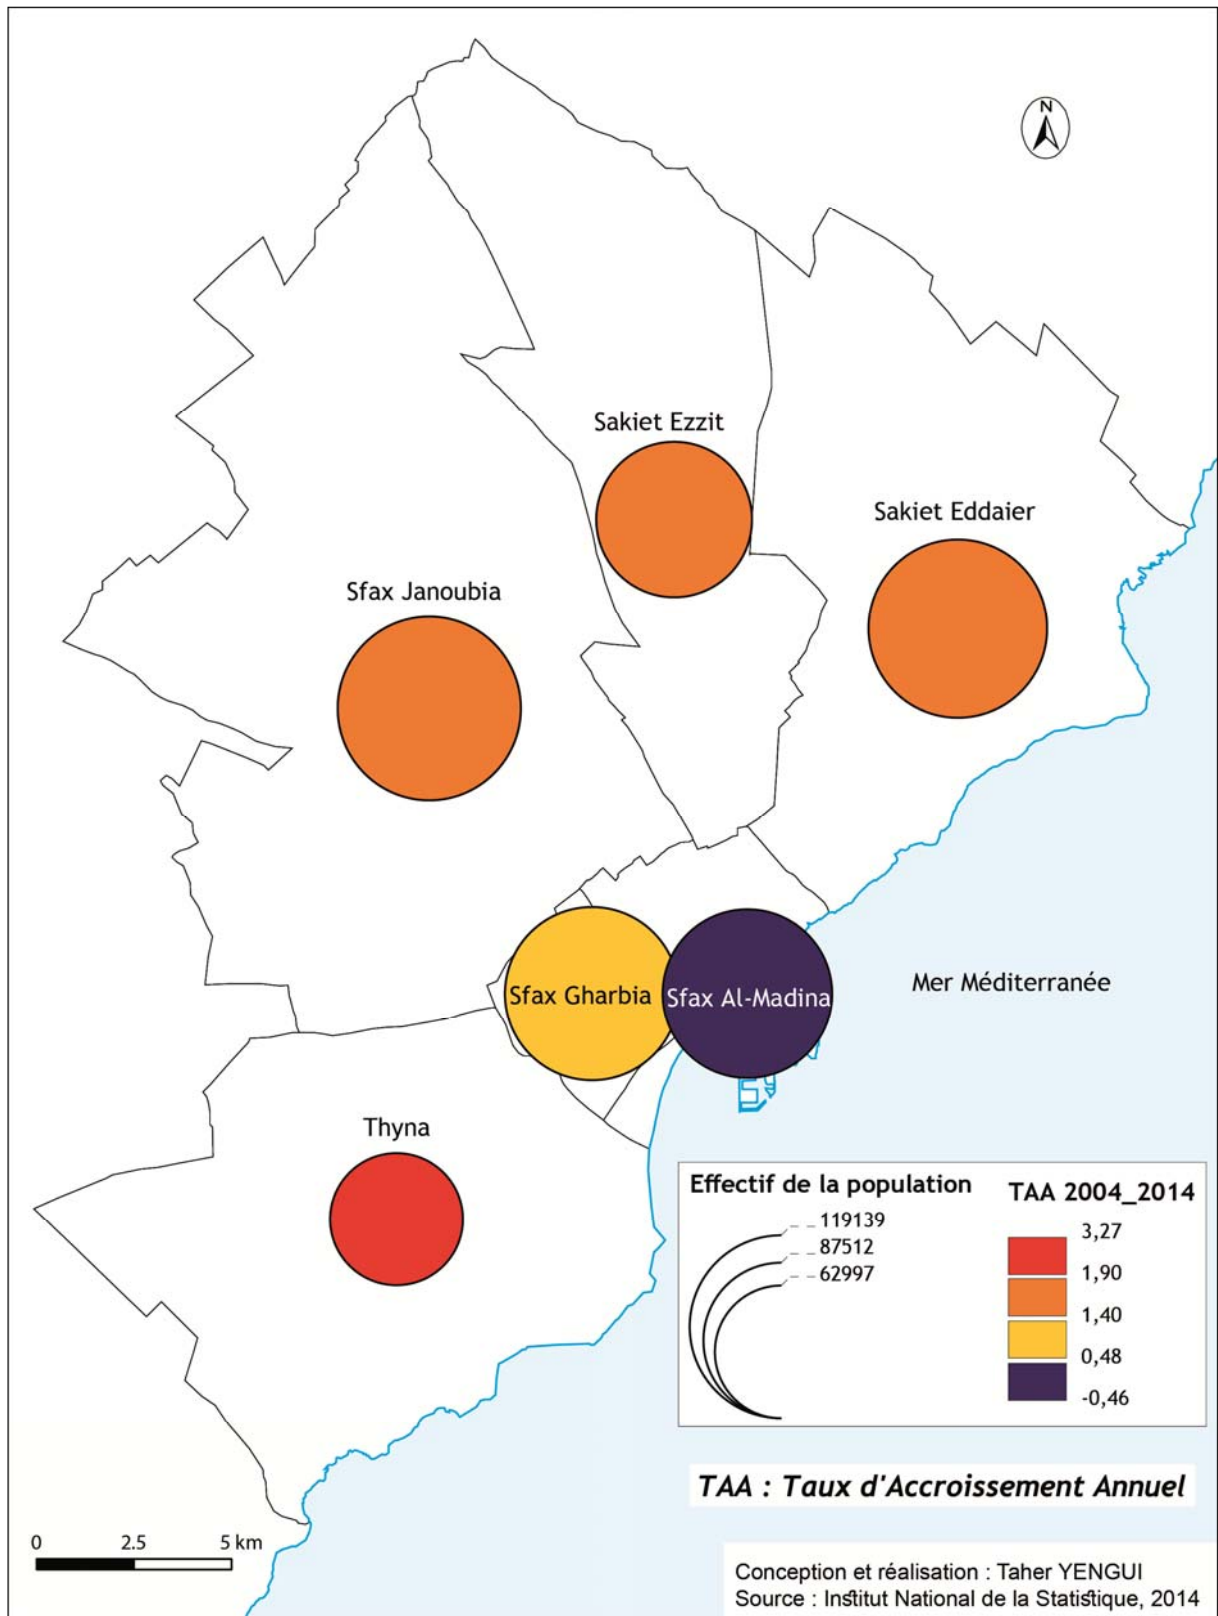 N
Sakiet Ezzit
Sakiet Eddaier
Sfax Janoubia
Sfax Gharbia
Sfax Al-Madina
Mer Méditerranée
Thyna
Effectif de la population
119139
87512
62997
TAA 2004_2014
3,27
1,90
1,40
0,48
-0,46
TAA : Taux d'Accroissement Annuel
0 2.5 5 km
Conception et réalisation : Taher YENGUI
Source : Institut National de la Statistique, 2014